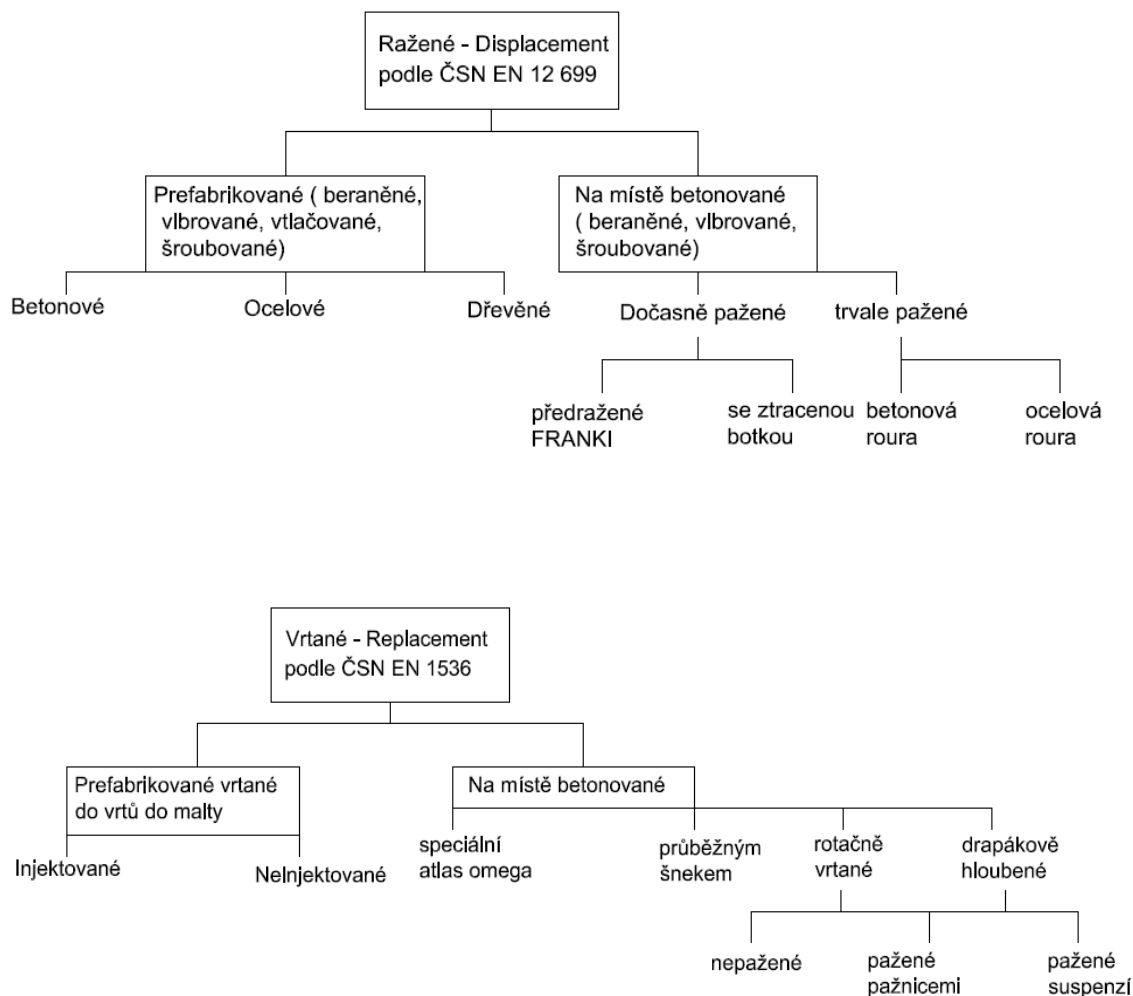 Ražené - Displacement
podle ČSN EN 12 699
Prefabrikované ( beraněné,
vlbrované, vtlačované,
šroubované)
Na místě betonované
( beraněné, vlbrované,
šroubované)
Betonové
Ocelové
Dřevěné
Dočasně pažené
trvale pažené
předražené
FRANKI
se ztracenou
botkou
betonová
roura
ocelová
roura
Vrtané - Replacement
podle ČSN EN 1536
Prefabrikované vrtané
do vrtů do malty
Na místě betonované
Injektované
NeInjektované
speciální
atlas omega
průběžným
šnekem
rotačně
vrtané
drapákově
hloubené
nepažené
pažené
pažnicemi
pažené
suspenzí